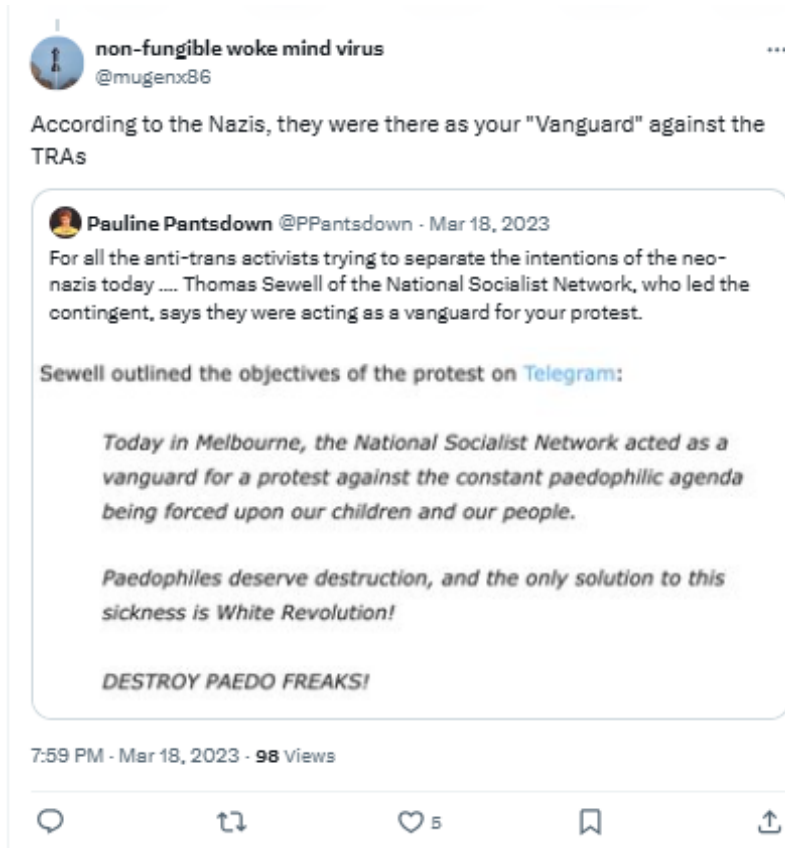 non-fungible woke mind virus
@mugenx86
According to the Nazis, they were there as your "Vanguard" against the
TRAs
Pauline Pantsdown @PPantsdown · Mar 18, 2023
For all the anti-trans activists trying to separate the intentions of the neo-
nazis today .... Thomas Sewell of the National Socialist Network, who led the
contingent, says they were acting as a vanguard for your protest.
Sewell outlined the objectives of the protest on Telegram:
Today in Melbourne, the National Socialist Network acted as a
vanguard for a protest against the constant paedophilic agenda
being forced upon our children and our people.
Paedophiles deserve destruction, and the only solution to this
sickness is White Revolution!
DESTROY PAEDO FREAKS!
7:59 PM · Mar 18, 2023 · 98 Views
5